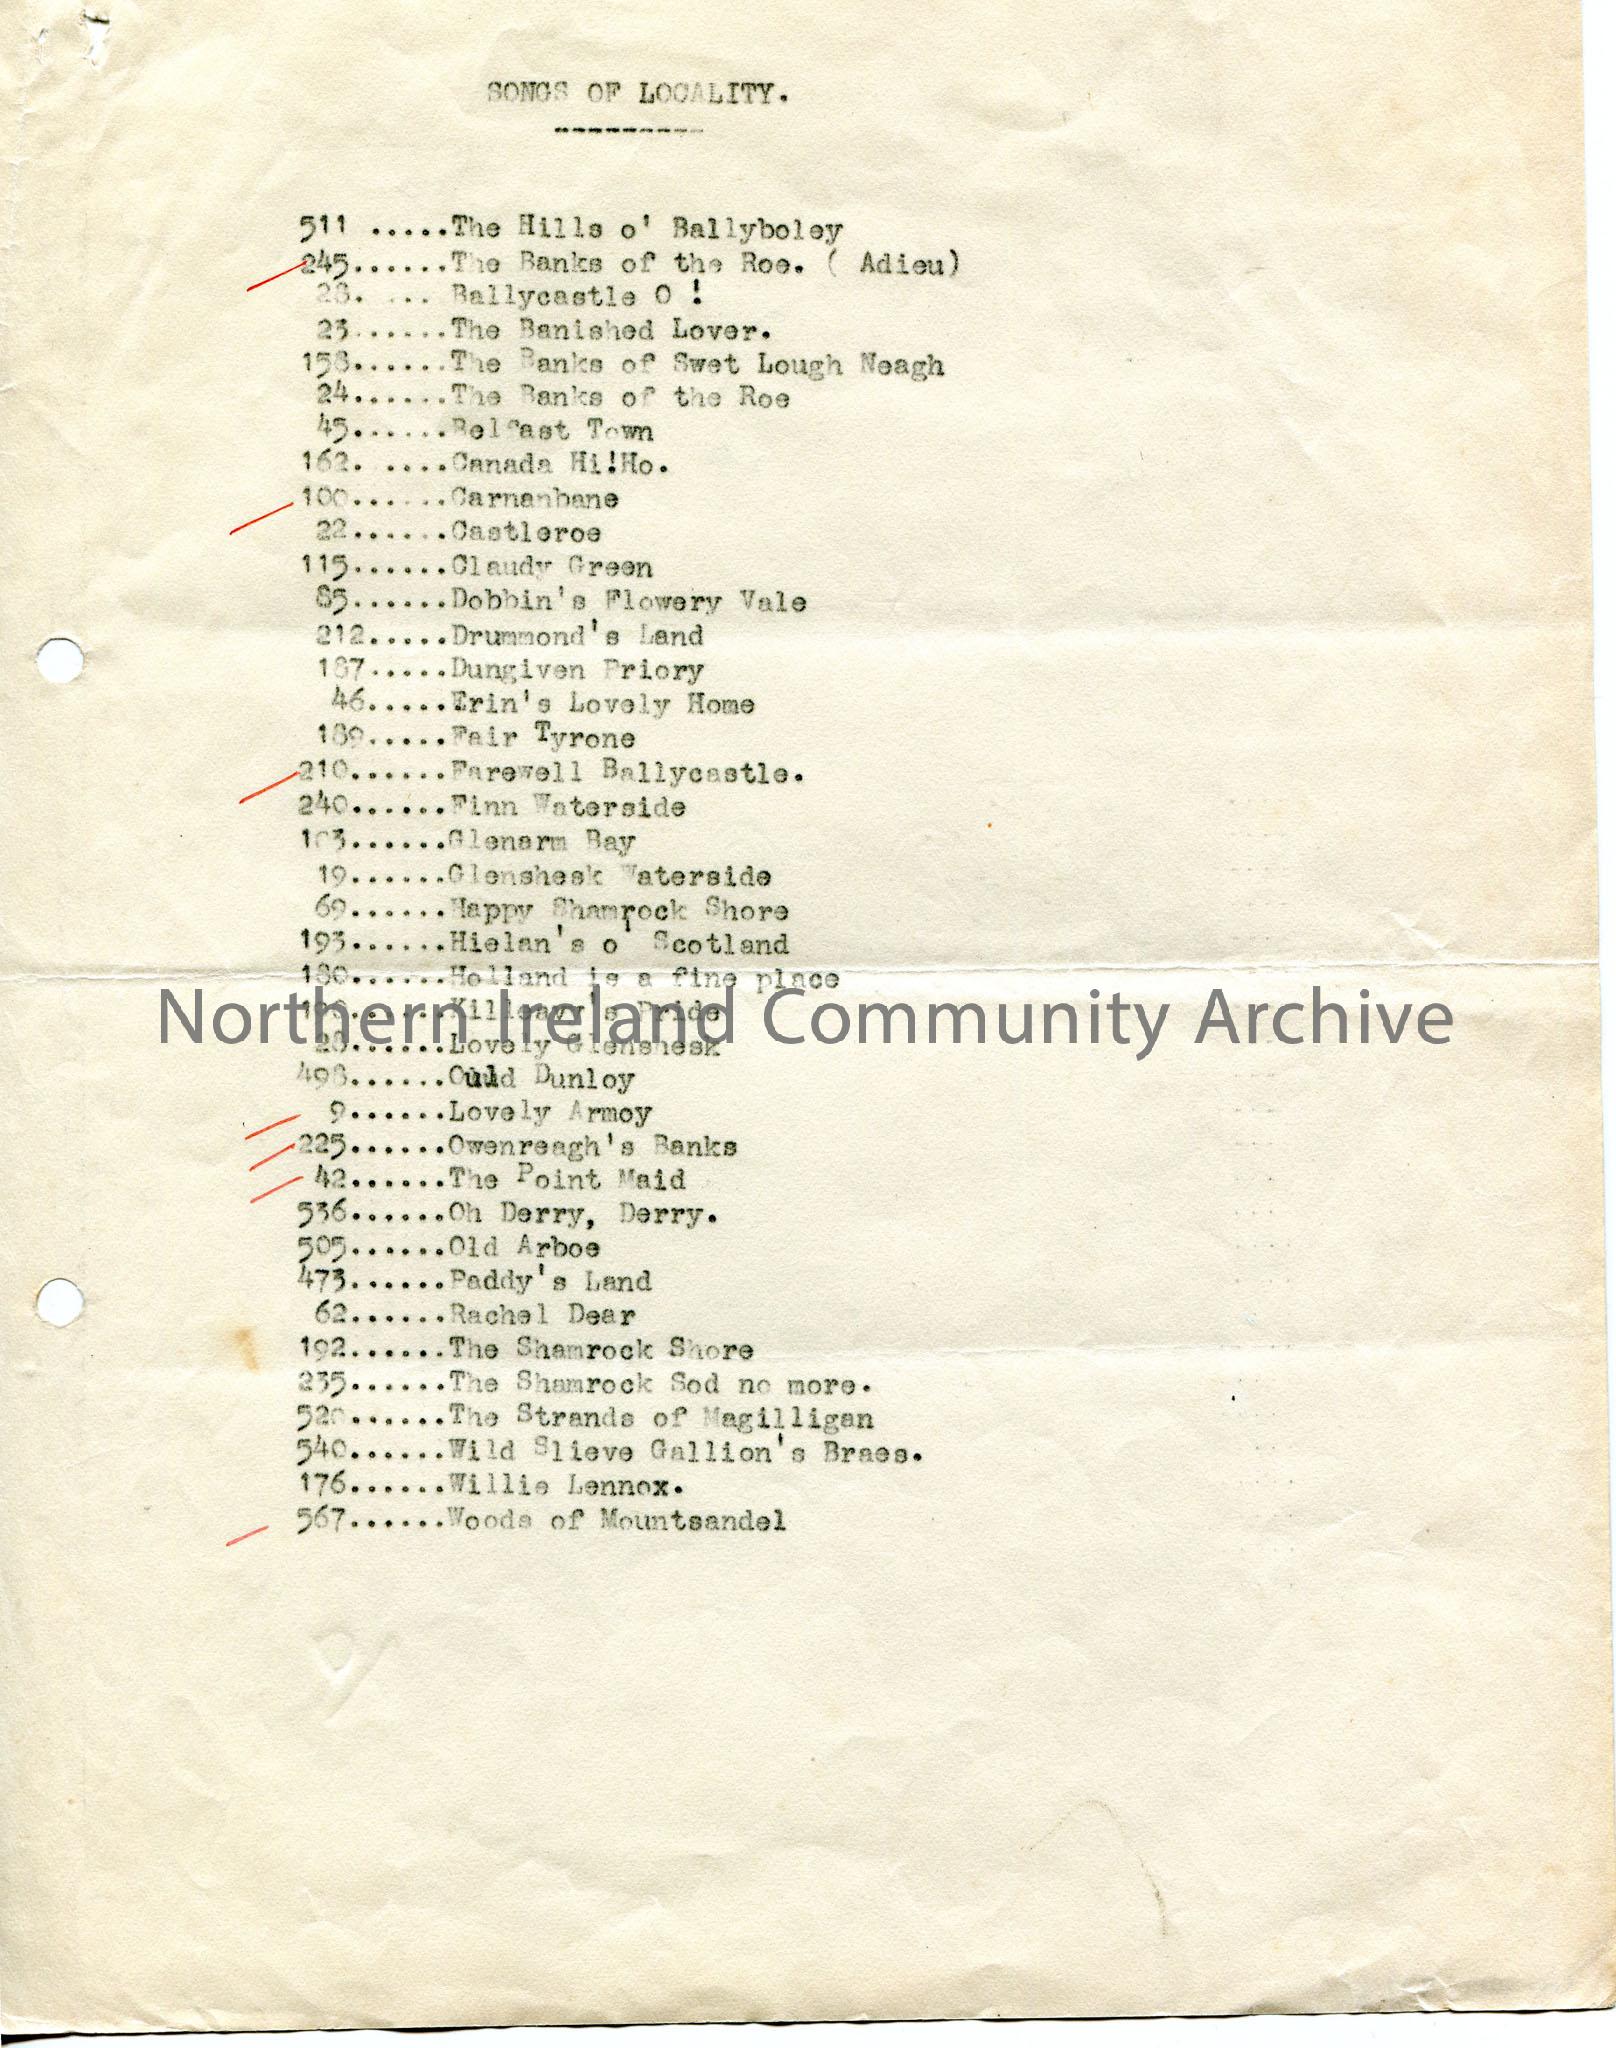 SONGS OF LOCALITY.
----------
511 .....The Hills o' Ballyboley
245......The Banks of the Roe. ( Adieu)
28. ... Ballycastle O !
23......The Banished Lover.
158......The Banks of Swet Lough Neagh
24......The Banks of the Roe
45......Belfast Town
162. ....Canada Hi!Ho.
100......Carnanbane
22......Castleroe
115......Claudy Green
85......Dobbin's Flowery Vale
212.....Drummond's Land
187.....Dungiven Priory
46.....Erin's Lovely Home
189.....Fair Tyrone
210......Farewell Ballycastle.
240......Finn Waterside
103......Glenarm Bay
19......Glenshesk Waterside
69......Happy Shamrock Shore
193......Hielan's o' Scotland
180......Holland is a fine place
......Killeavy's Pride
Northern Ireland Community Archive
28......Lovely Glenshesk
498......Ould Dunloy
9......Lovely Armoy
225......Owenreagh's Banks
42......The Point Maid
536......Oh Derry, Derry.
505......Old Arboe
473......Paddy's Land
62......Rachel Dear
192......The Shamrock Shore
235......The Shamrock Sod no more.
520......The Strands of Magilligan
540......Wild Slieve Gallion's Braes.
176......Willie Lennox.
567......Woods of Mountsandel